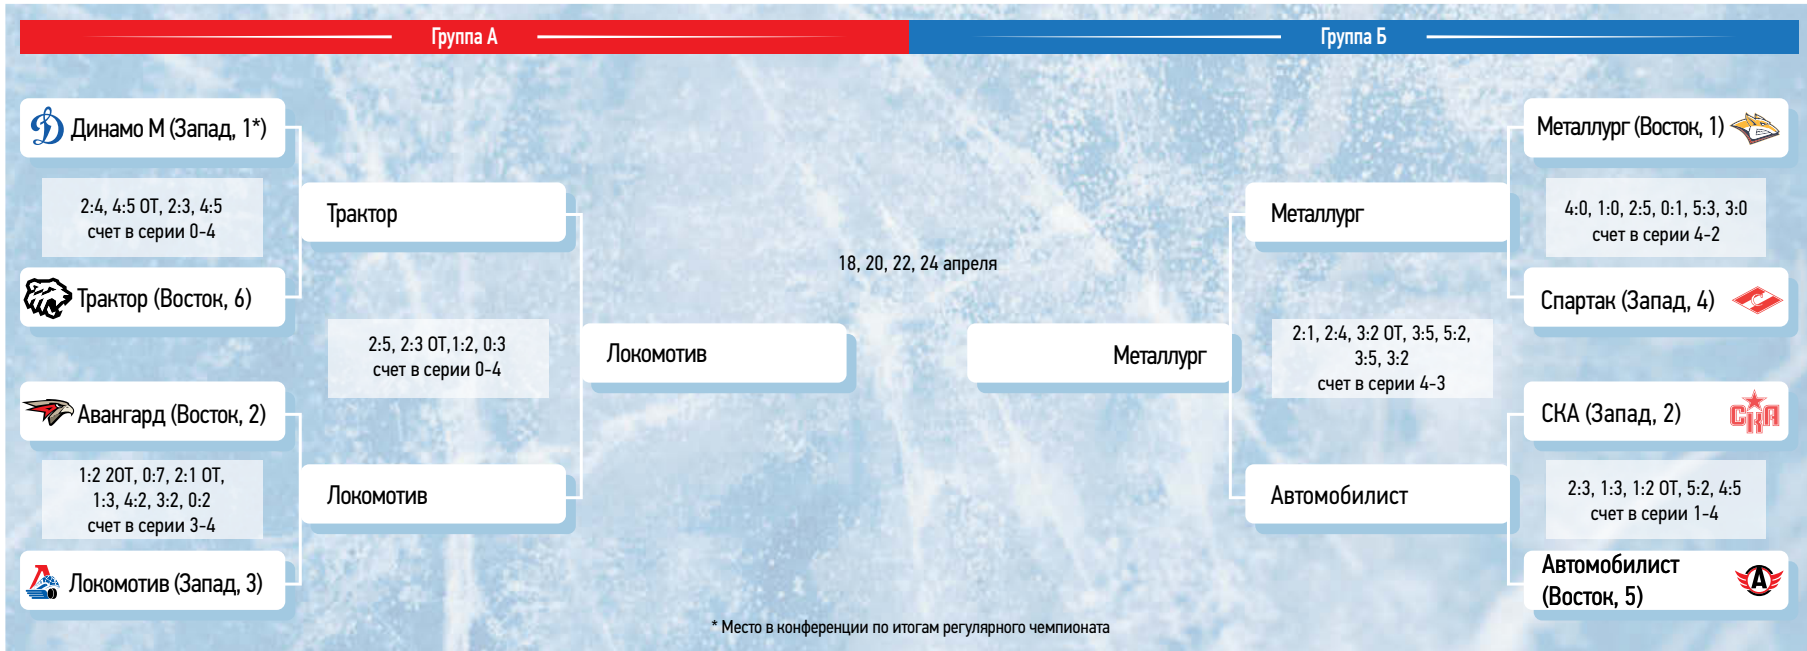 Группа А
Группа Б
Динамо М (Запад, 1*)
2:4, 4:5 ОТ, 2:3, 4:5
счет в серии 0-4
Трактор (Восток, 6)
Трактор
2:5, 2:3 ОТ,1:2, 0:3
счет в серии 0-4
Авангард (Восток, 2)
1:2 2ОТ, 0:7, 2:1 ОТ,
1:3, 4:2, 3:2, 0:2
счет в серии 3-4
Локомотив (Запад, 3)
Локомотив
Локомотив
18, 20, 22, 24 апреля
Металлург
Металлург
2:1, 2:4, 3:2 ОТ, 3:5, 5:2,
3:5, 3:2
счет в серии 4-3
Автомобилист
Металлург (Восток, 1)
4:0, 1:0, 2:5, 0:1, 5:3, 3:0
счет в серии 4-2
Спартак (Запад, 4)
СКА (Запад, 2)
СКА
2:3, 1:3, 1:2 ОТ, 5:2, 4:5
счет в серии 1-4
Автомобилист
(Восток, 5)
А
* Место в конференции по итогам регулярного чемпионата